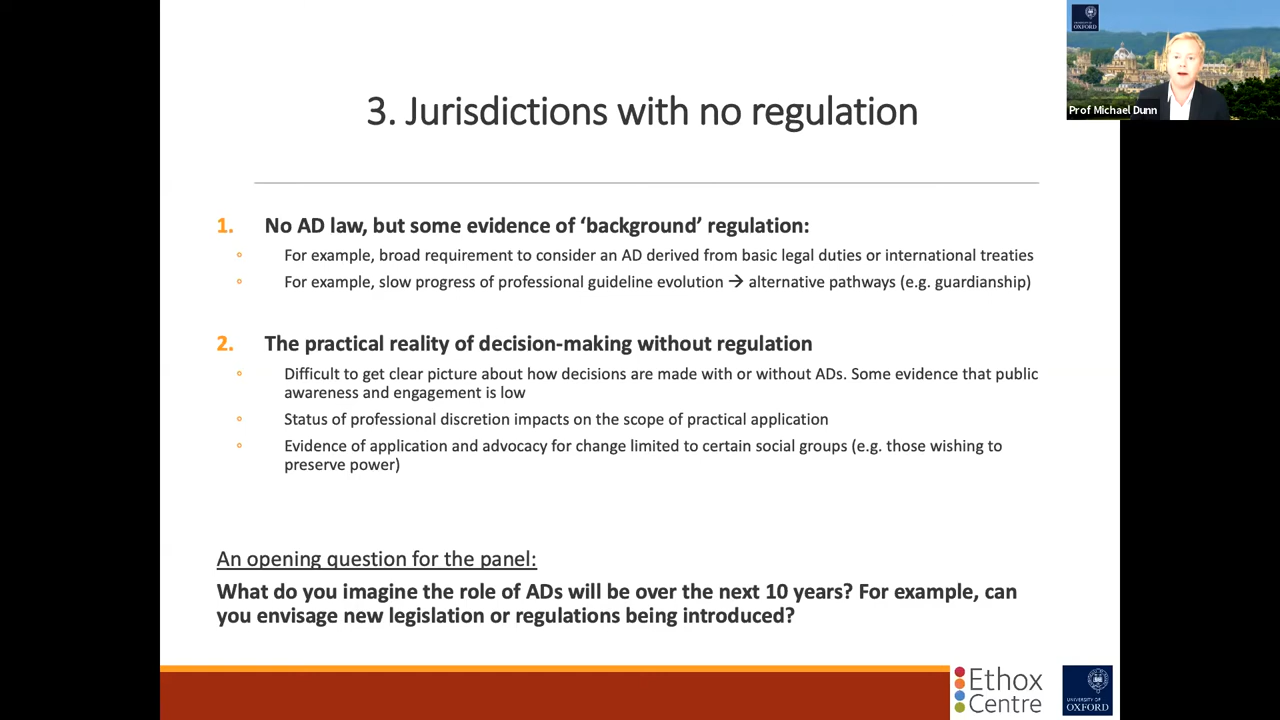 UNIVERSITY OF
OXFORD
Prof Michael Dunn
3. Jurisdictions with no regulation
1. No AD law, but some evidence of ‘background’ regulation:
° For example, broad requirement to consider an AD derived from basic legal duties or international treaties
° For example, slow progress of professional guideline evolution → alternative pathways (e.g. guardianship)
2. The practical reality of decision-making without regulation
° Difficult to get clear picture about how decisions are made with or without ADs. Some evidence that public
awareness and engagement is low
° Status of professional discretion impacts on the scope of practical application
° Evidence of application and advocacy for change limited to certain social groups (e.g. those wishing to
preserve power)
An opening question for the panel:
What do you imagine the role of ADs will be over the next 10 years? For example, can
you envisage new legislation or regulations being introduced?
Ethox
Centre
UNIVERSITY OF
OXFORD